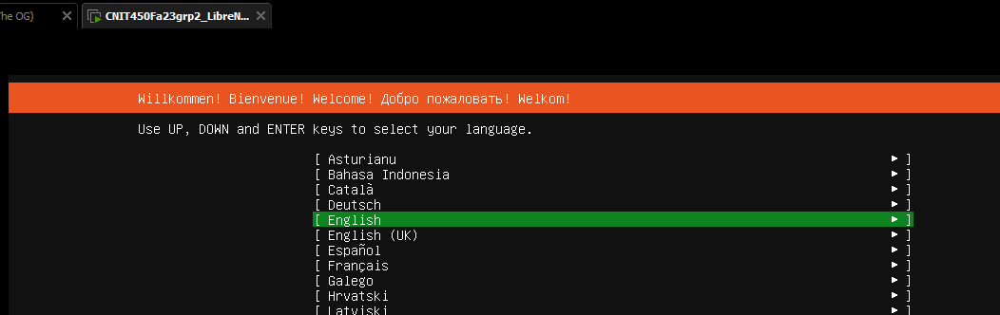 The OG)
CNIT450Fa23grp2_LibreN...
Willkommen! Bienvenue! Welcome! Добро пожаловать! Welkom!
Use UP, DOWN and ENTER keys to select your language.
[ Asturianu ▸ ]
[ Bahasa Indonesia ▸ ]
[ Català ▸ ]
[ Deutsch ▸ ]
[ English ▸ ]
[ English (UK) ▸ ]
[ Español ▸ ]
[ Français ▸ ]
[ Galego ▸ ]
[ Hrvatski ▸ ]
[ Latviski ▸ ]